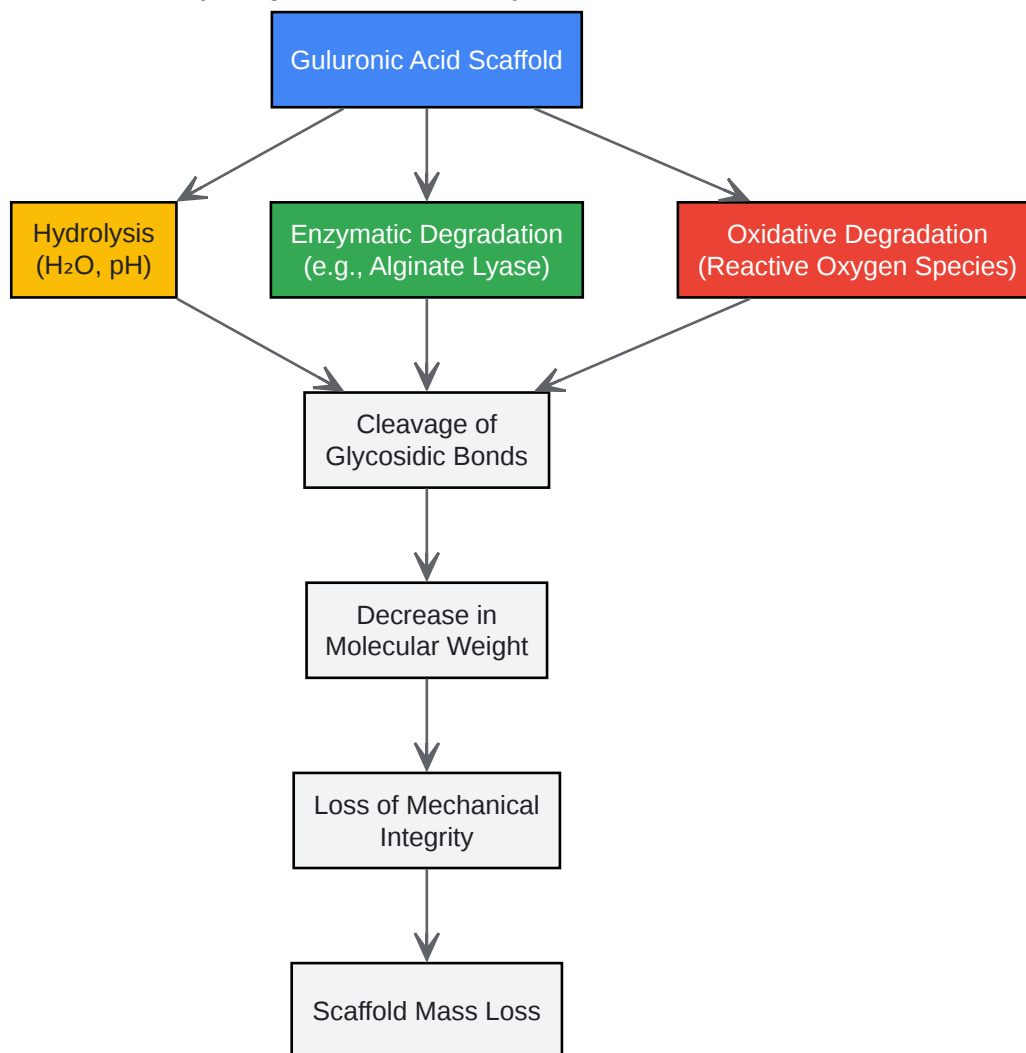 Guluronic Acid Scaffold
Hydrolysis
(H₂O, pH)
Enzymatic Degradation
(e.g., Alginate Lyase)
Oxidative Degradation
(Reactive Oxygen Species)
Cleavage of
Glycosidic Bonds
Decrease in
Molecular Weight
Loss of Mechanical
Integrity
Scaffold Mass Loss